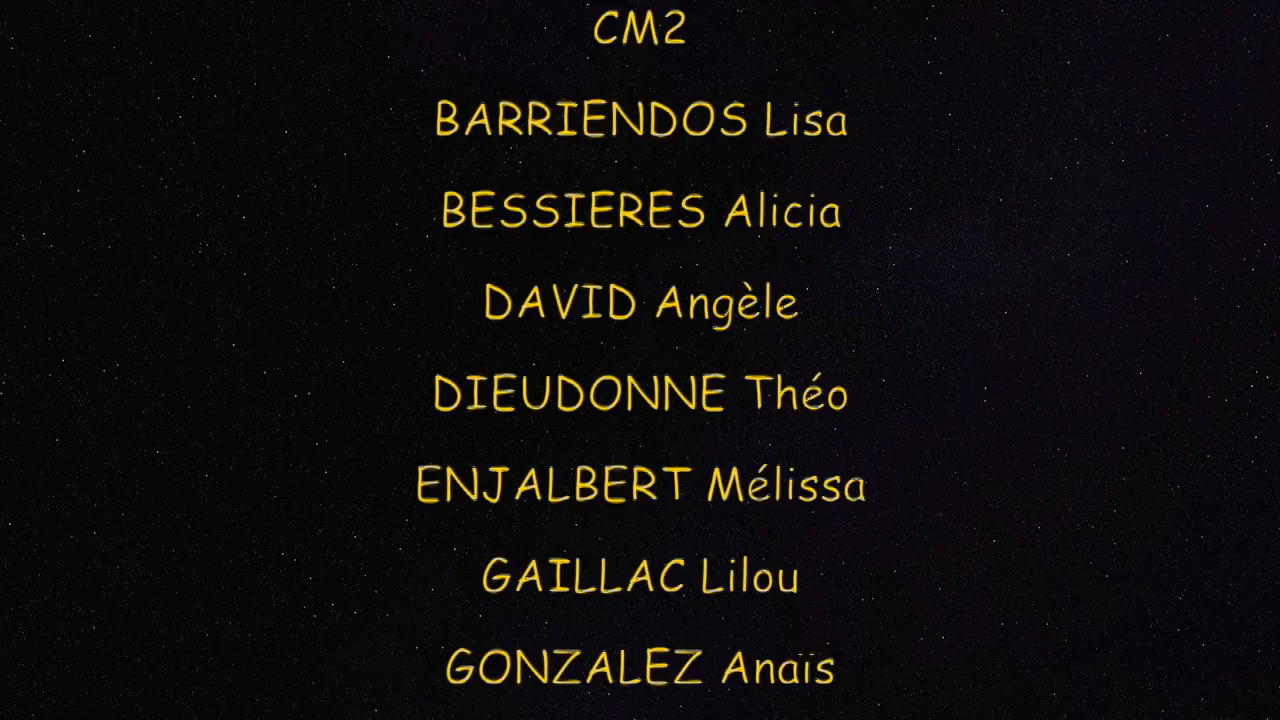 CM2
BARRIENDOS Lisa
BESSIERES Alicia
DAVID Angèle
DIEUDONNE Théo
ENJALBERT Mélissa
GAILLAC Lilou
GONZALEZ Anaïs